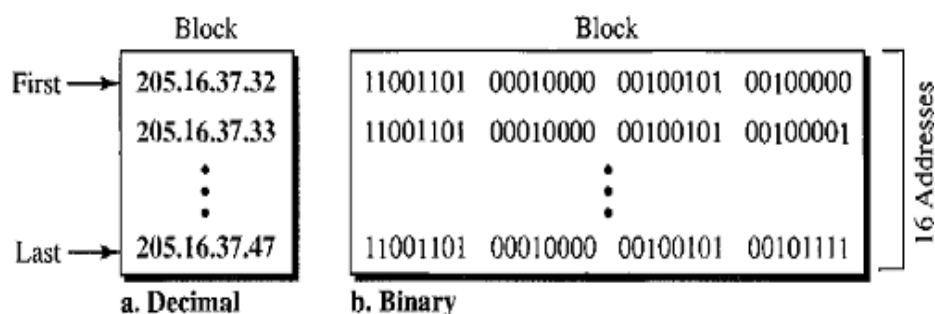 Block Block
First 205.16.37.32 11001101 00010000 00100101 00100000
205.16.37.33 11001101 00010000 00100101 00100001
Last 205.16.37.47 11001101 00010000 00100101 00101111
16 Addresses
a. Decimal b. Binary